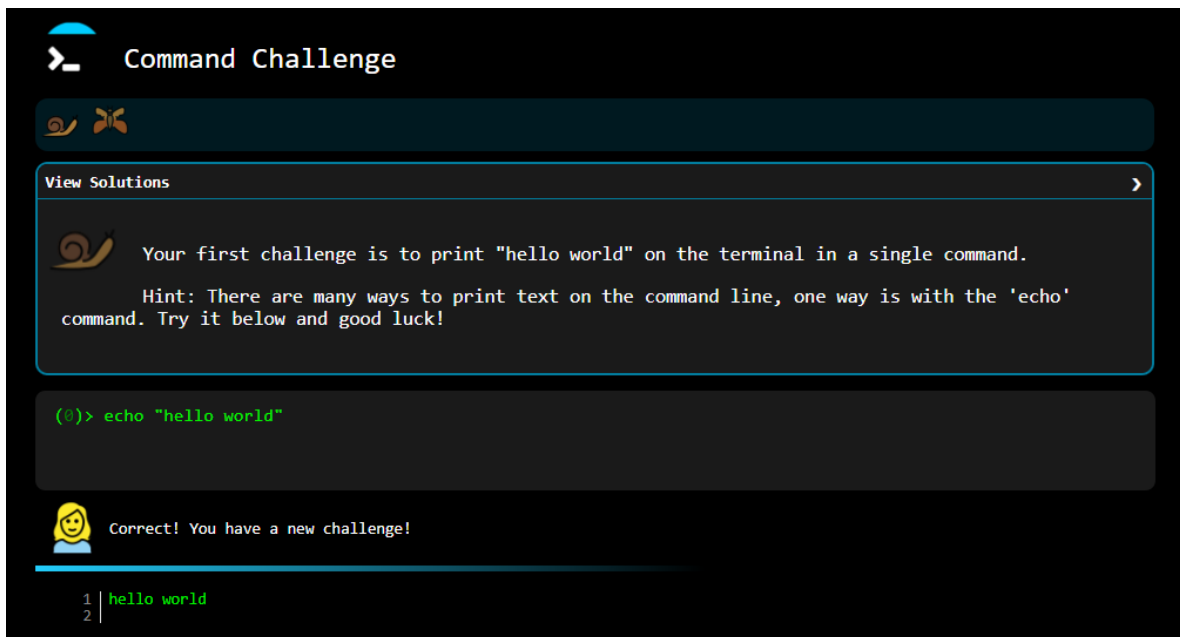 Command Challenge
View Solutions
Your first challenge is to print "hello world" on the terminal in a single command.
Hint: There are many ways to print text on the command line, one way is with the 'echo'
command. Try it below and good luck!
(0)> echo "hello world"
Correct! You have a new challenge!
1 hello world
2